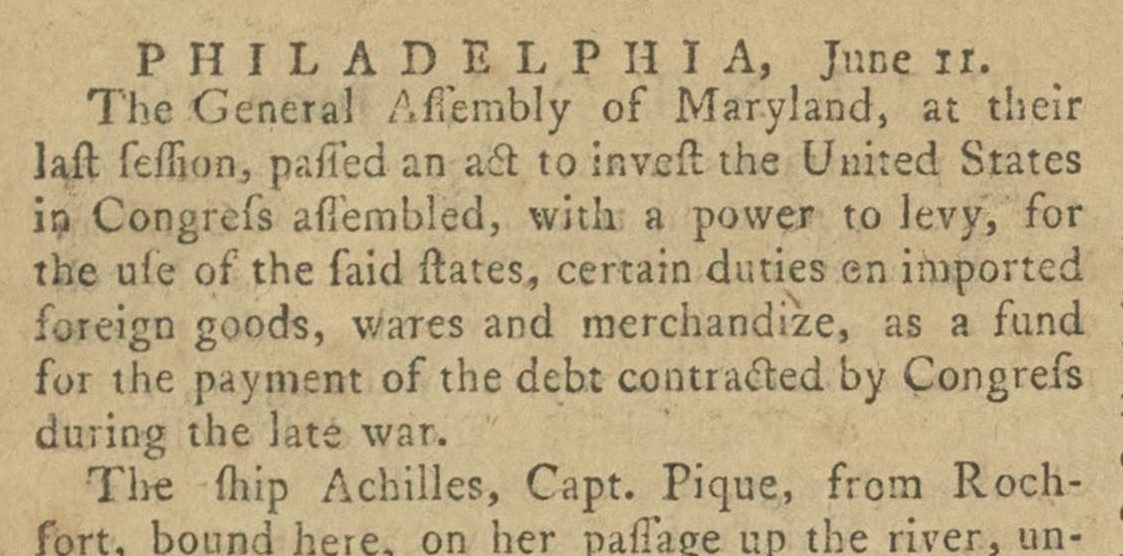 PHILADELPHIA, June 11.
The General Aſſembly of Maryland, at their
laſt ſeſſion, paſſed an act to inveſt the United States
in Congreſs aſſembled, with a power to levy, for
the uſe of the ſaid ſtates, certain duties on imported
foreign goods, wares and merchandize, as a fund
for the payment of the debt contracted by Congreſs
during the late war.
The ſhip Achilles, Capt. Pique, from Roch-
fort, bound here, on her paſſage up the river, un-